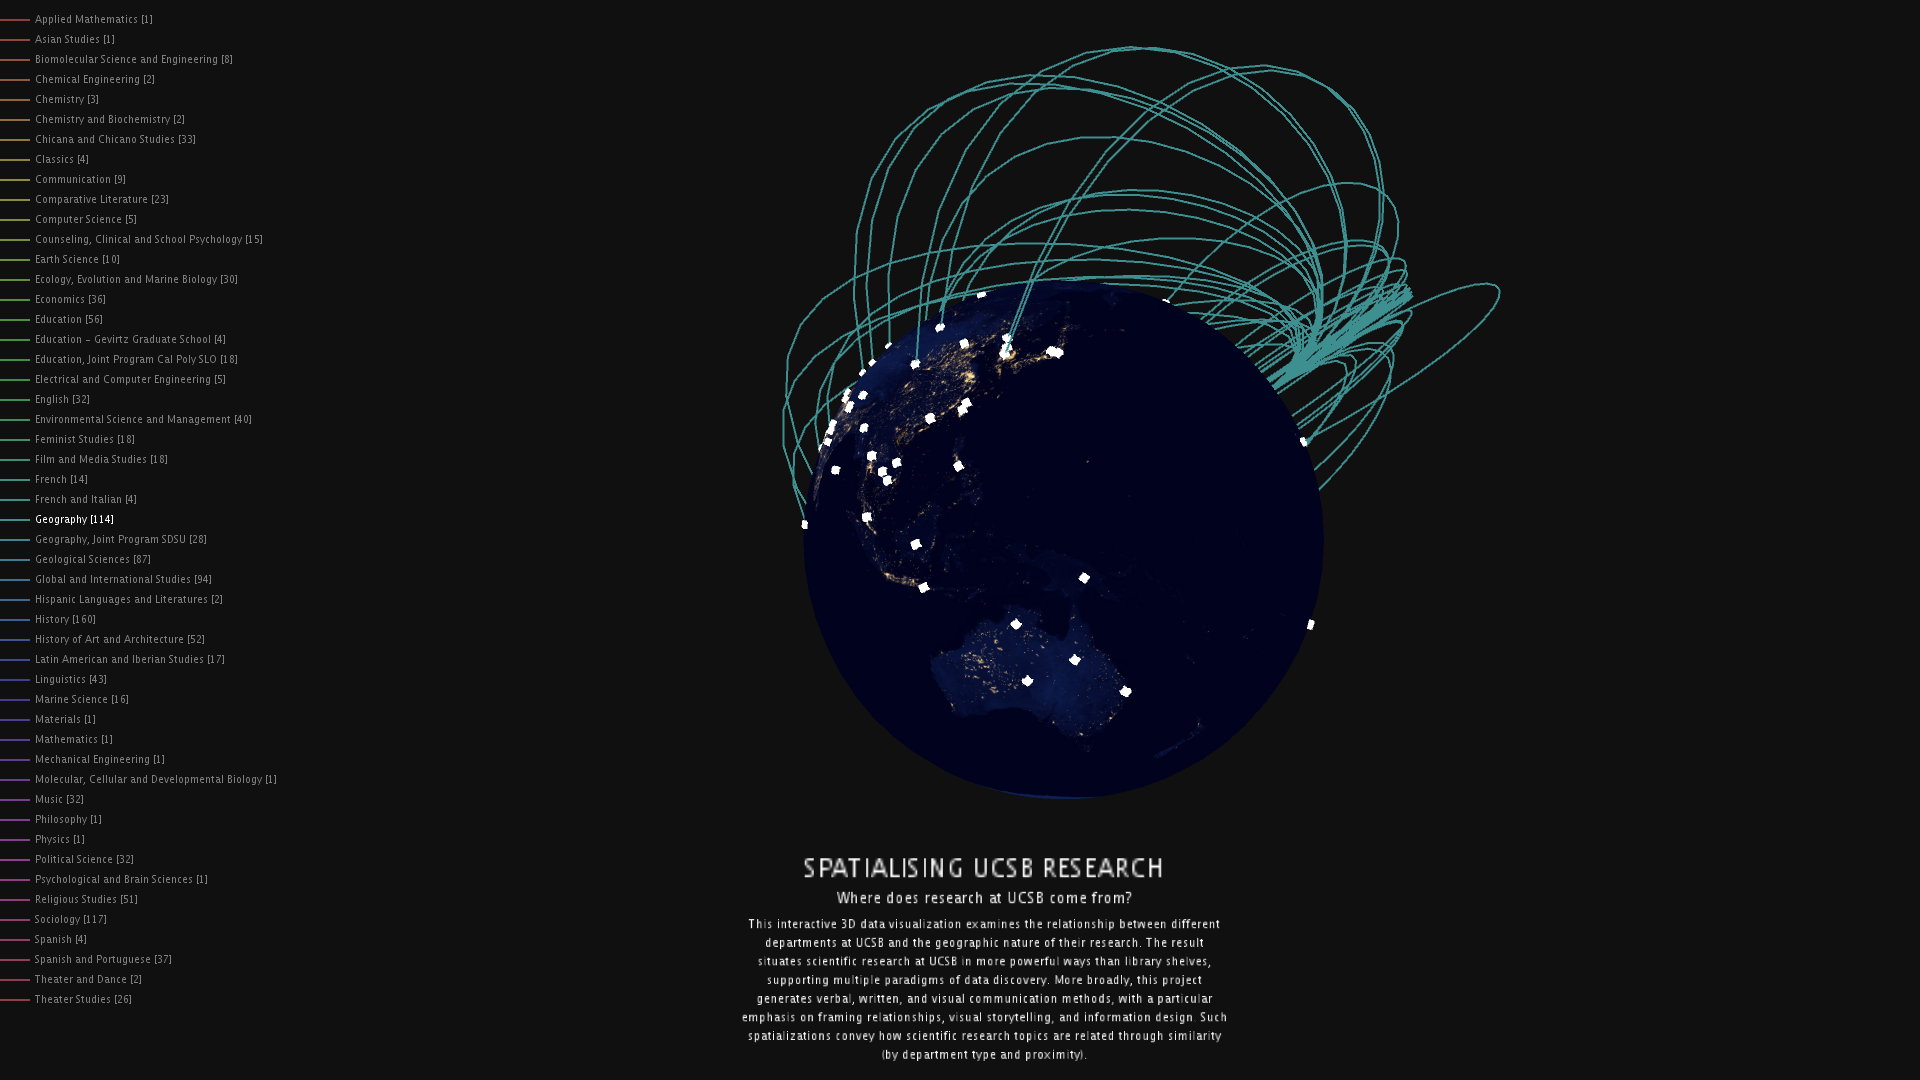 Applied Mathematics [1]
Asian Studies [1]
Biomolecular Science and Engineering [8]
Chemical Engineering [2]
Chemistry [3]
Chemistry and Biochemistry [2]
Chicana and Chicano Studies [33]
Classics [4]
Communication [9]
Comparative Literature [23]
Computer Science [5]
Counseling, Clinical and School Psychology [15]
Earth Science [10]
Ecology, Evolution and Marine Biology [30]
Economics [36]
Education [56]
Education - Gevirtz Graduate School [4]
Education, Joint Program Cal Poly SLO [18]
Electrical and Computer Engineering [5]
English [32]
Environmental Science and Management [40]
Feminist Studies [18]
Film and Media Studies [18]
French [14]
French and Italian [4]
Geography [114]
Geography, Joint Program SDSU [28]
Geological Sciences [87]
Global and International Studies [94]
Hispanic Languages and Literatures [2]
History [160]
History of Art and Architecture [52]
Latin American and Iberian Studies [17]
Linguistics [43]
Marine Science [16]
Materials [1]
Mathematics [1]
Mechanical Engineering [1]
Molecular, Cellular and Developmental Biology [1]
Music [32]
Philosophy [1]
Physics [1]
Political Science [32]
Psychological and Brain Sciences [1]
Religious Studies [51]
Sociology [117]
Spanish [4]
Spanish and Portuguese [37]
Theater and Dance [2]
Theater Studies [26]
SPATIALISING UCSB RESEARCH
Where does research at UCSB come from?
This interactive 3D data visualization examines the relationship between different
departments at UCSB and the geographic nature of their research. The result
situates scientific research at UCSB in more powerful ways than library shelves,
supporting multiple paradigms of data discovery. More broadly, this project
generates verbal, written, and visual communication methods, with a particular
emphasis on framing relationships, visual storytelling, and information design. Such
spatializations convey how scientific research topics are related through similarity
(by department type and proximity).